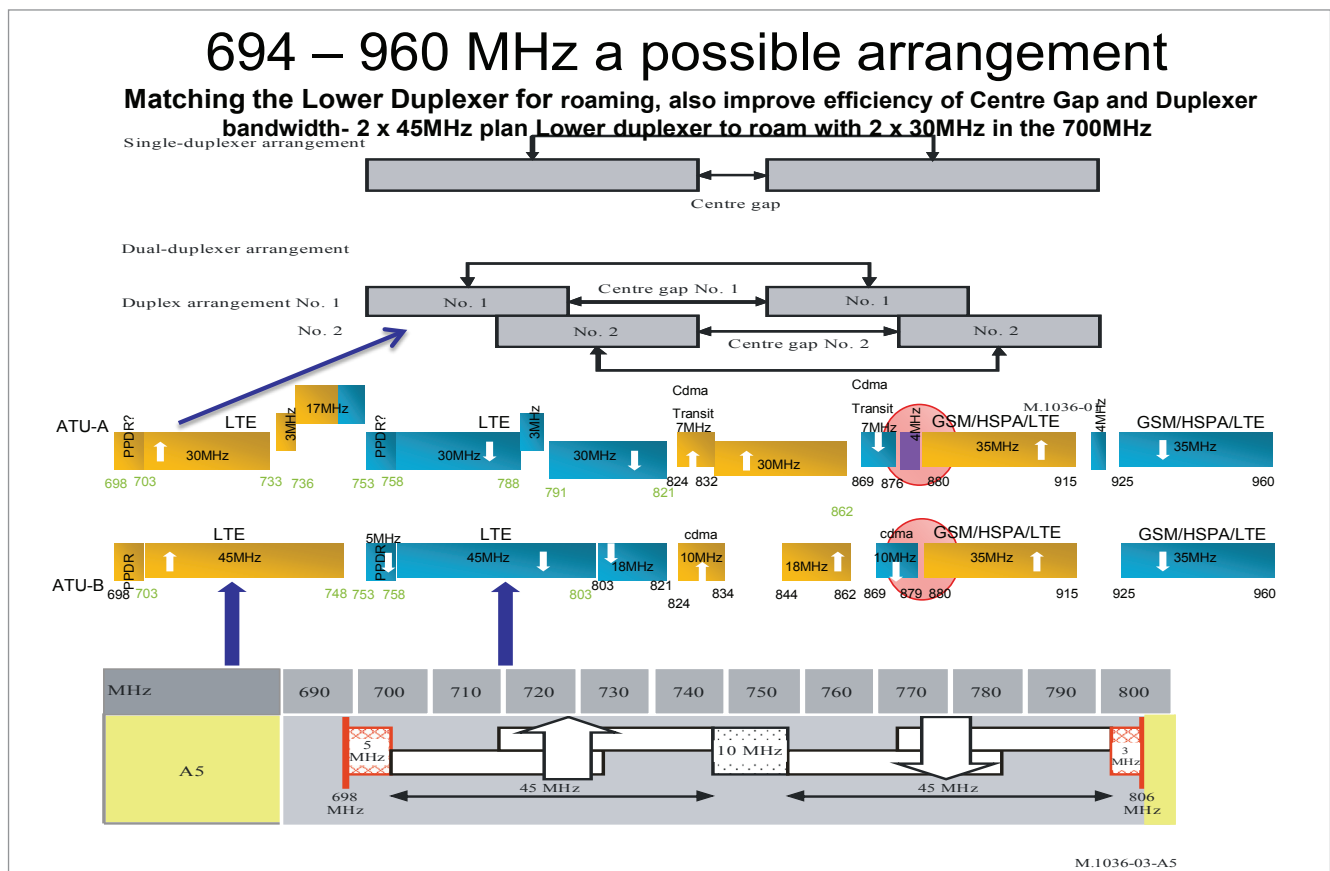 694 – 960 MHz a possible arrangement
Matching the Lower Duplexer for roaming, also improve efficiency of Centre Gap and Duplexer
bandwidth- 2 x 45MHz plan Lower duplexer to roam with 2 x 30MHz in the 700MHz
Single-duplexer arrangement
Centre gap
Dual-duplexer arrangement
Duplex arrangement No. 1
No. 1
Centre gap No. 1
No. 1
No. 2
No. 2
Centre gap No. 2
No. 2
M.1036-01
ATU-A
PPDR?
LTE
30MHz
3MHz
17MHz
PPDR?
LTE
30MHz
3MHz
30MHz
Cdma
Transit
7MHz
30MHz
Cdma
Transit
7MHz
4MHz
GSM/HSPA/LTE
35MHz
4MHz
GSM/HSPA/LTE
35MHz
698 703 733 736 753 758 788 791 821 824 832 862 869 876 880 915 925 960
ATU-B
PPDR
LTE
45MHz
5MHz
PPDR
LTE
45MHz
18MHz
cdma
10MHz
18MHz
cdma
10MHz
GSM/HSPA/LTE
35MHz
GSM/HSPA/LTE
35MHz
698 703 748 753 758 803 803 821 824 834 844 862 869 879 880 915 925 960
MHz 690 700 710 720 730 740 750 760 770 780 790 800
A5
5
MHz
10 MHz
3
MHz
698
MHz
45 MHz
45 MHz
806
MHz
M.1036-03-A5